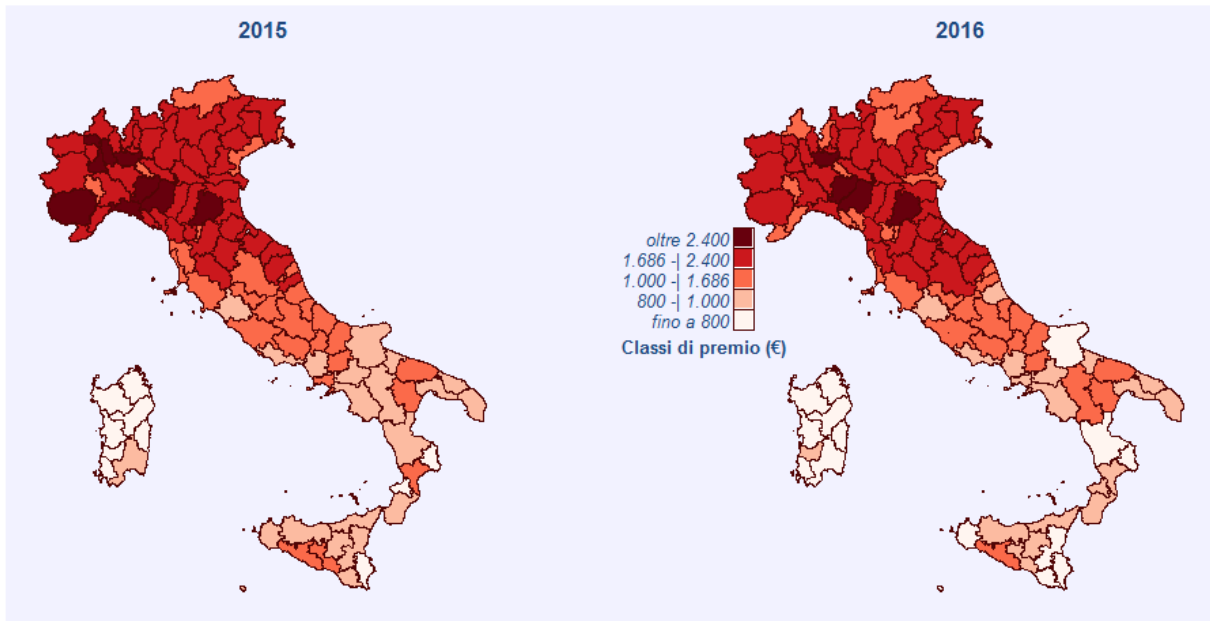 2015
2016
oltre 2.400
1.686 -| 2.400
1.000 -| 1.686
800 -| 1.000
fino a 800
Classi di premio (€)